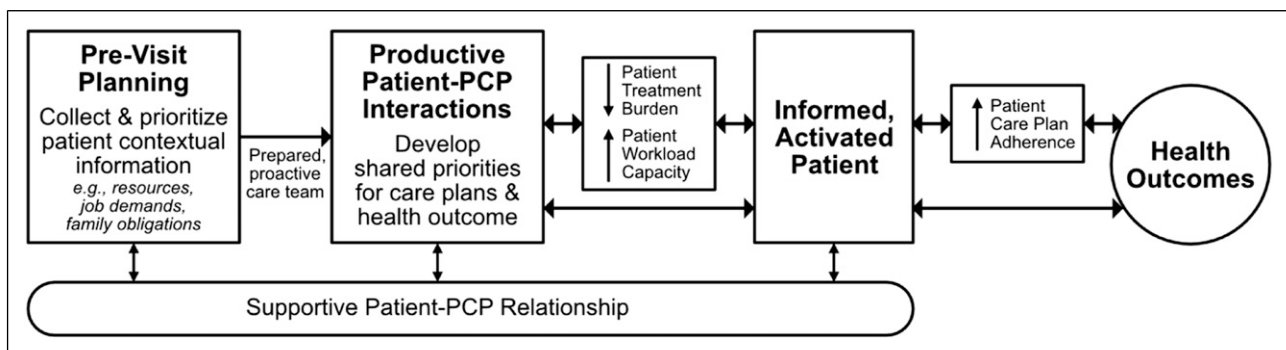 Pre-Visit
Planning
Collect & prioritize
patient contextual
information
e.g., resources,
job demands,
family obligations
Prepared,
proactive
care team
Productive
Patient-PCP
Interactions
Develop
shared priorities
for care plans &
health outcome
Patient
Treatment
Burden
Patient
Workload
Capacity
Informed,
Activated
Patient
Patient
Care Plan
Adherence
Health
Outcomes
Supportive Patient-PCP Relationship